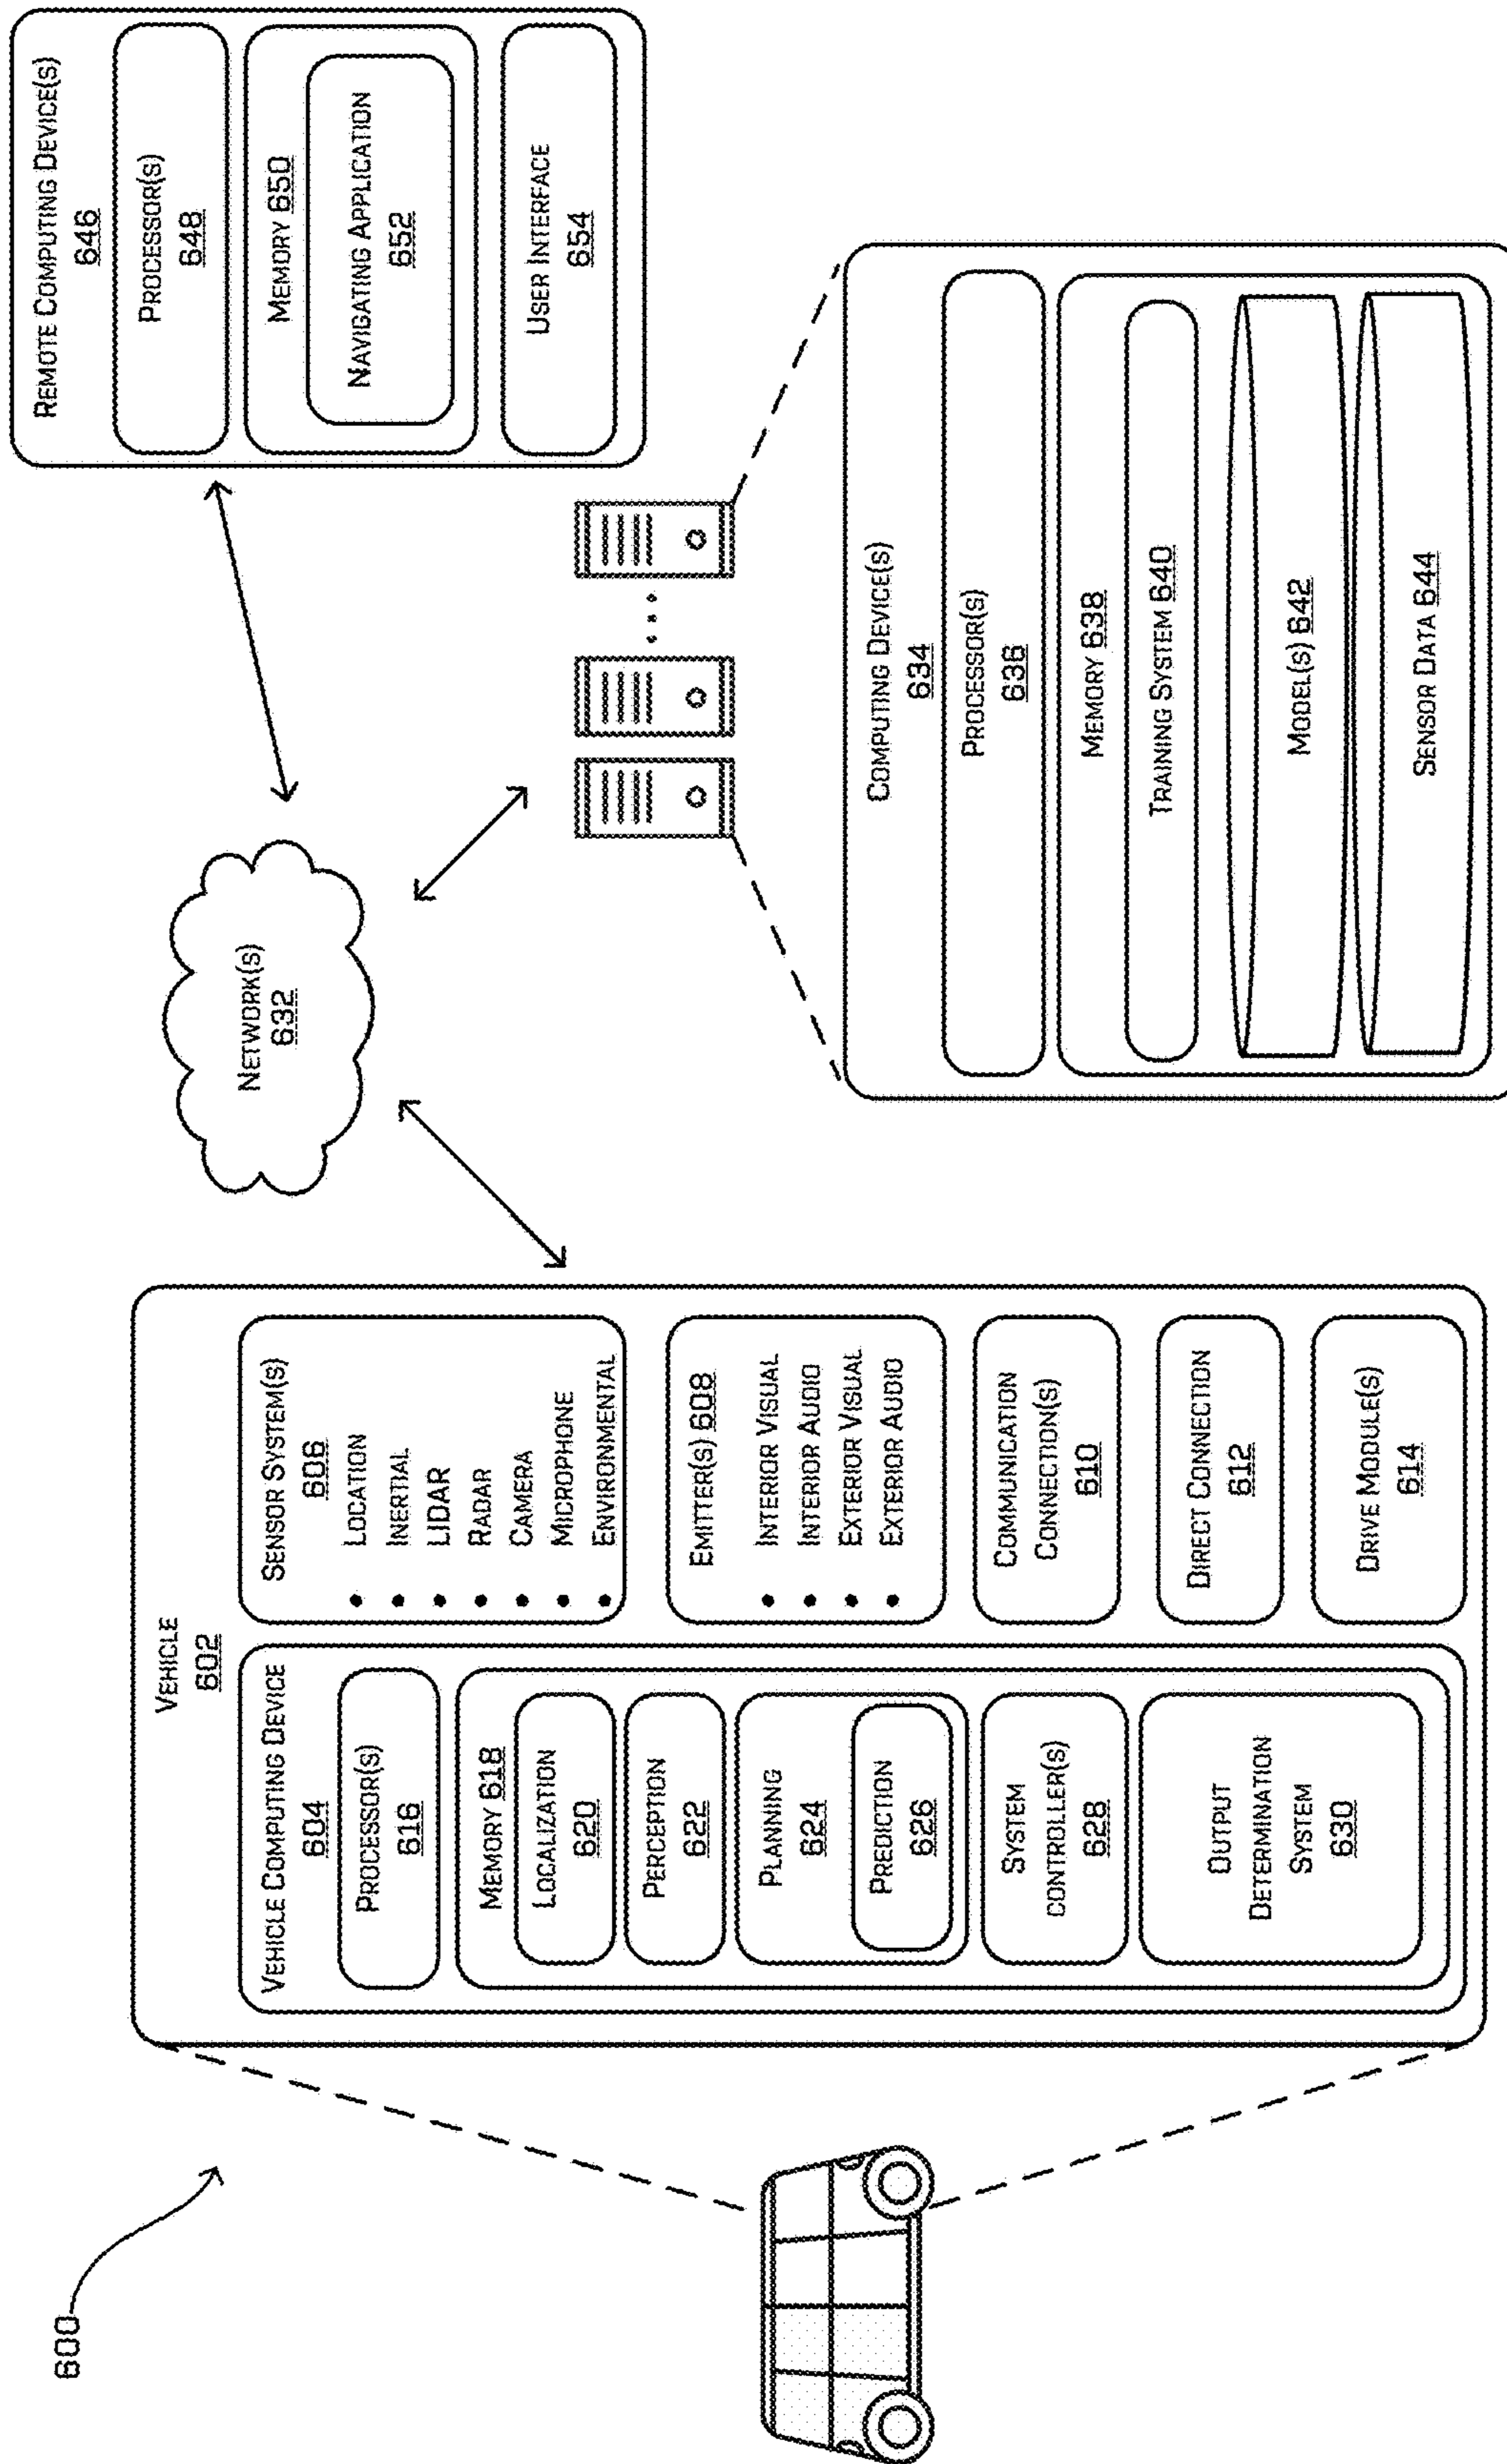 600
VEHICLE
602
VEHICLE COMPUTING DEVICE
604
PROCESSOR(S)
616
MEMORY 618
LOCALIZATION
620
PERCEPTION
622
PLANNING
624
PREDICTION
626
SYSTEM
CONTROLLER(S)
628
OUTPUT
DETERMINATION
SYSTEM
630
SENSOR SYSTEM(S)
606
• LOCATION
• INERTIAL
• LIDAR
• RADAR
• CAMERA
• MICROPHONE
• ENVIRONMENTAL
EMITTER(S) 608
• INTERIOR VISUAL
• INTERIOR AUDIO
• EXTERIOR VISUAL
• EXTERIOR AUDIO
COMMUNICATION
CONNECTION(S)
610
DIRECT CONNECTION
612
DRIVE MODULE(S)
614
NETWORK(S)
632
COMPUTING DEVICE(S)
634
PROCESSOR(S)
636
MEMORY 638
TRAINING SYSTEM 640
MODEL(S) 642
SENSOR DATA 644
REMOTE COMPUTING DEVICE(S)
646
PROCESSOR(S)
648
MEMORY 650
NAVIGATING APPLICATION
652
USER INTERFACE
654